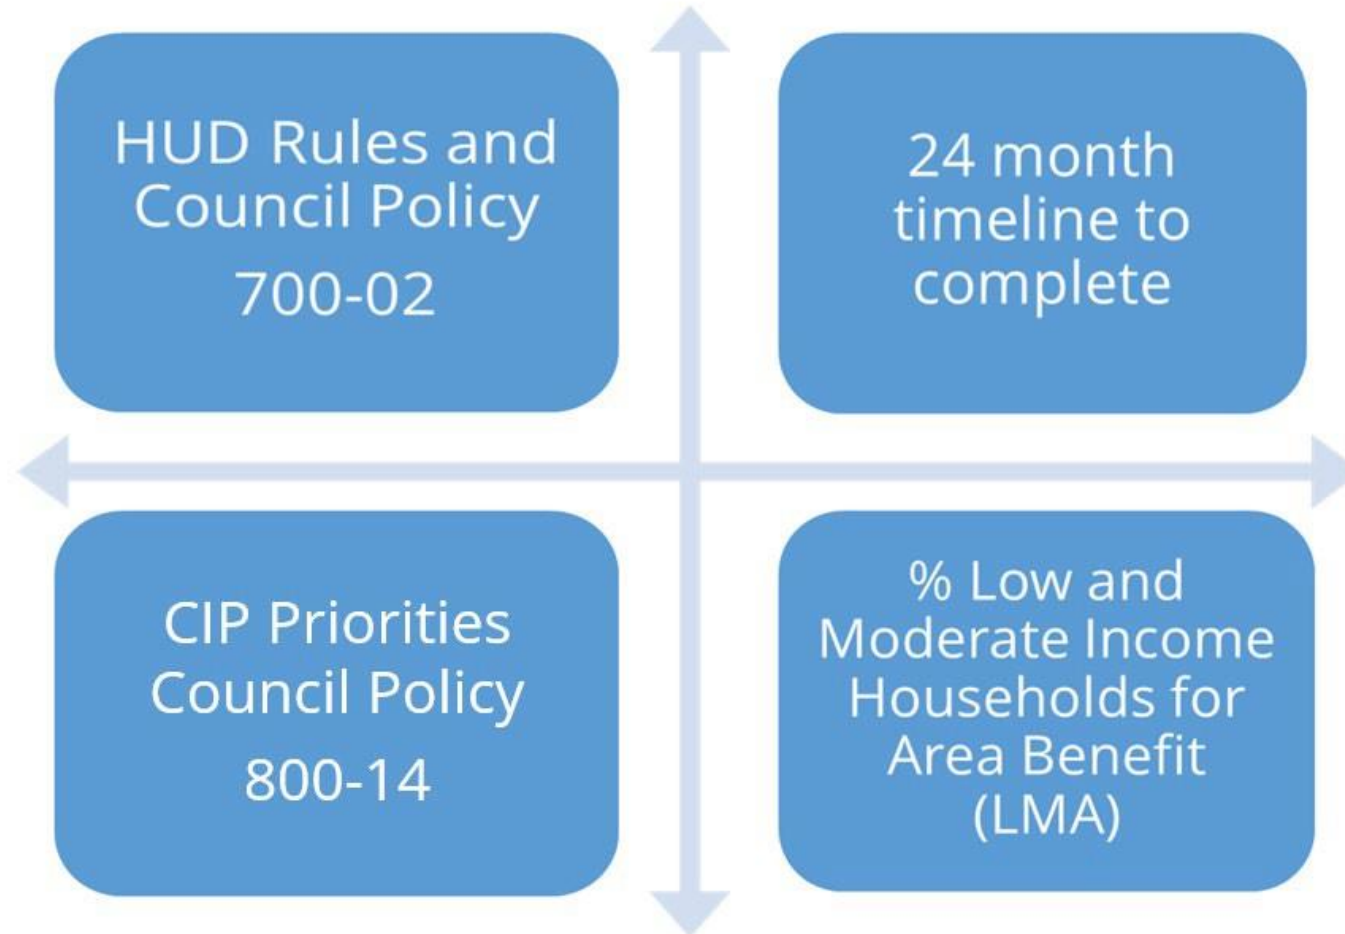 HUD Rules and
Council Policy
700-02
24 month
timeline to
complete
CIP Priorities
Council Policy
800-14
% Low and
Moderate Income
Households for
Area Benefit
(LMA)